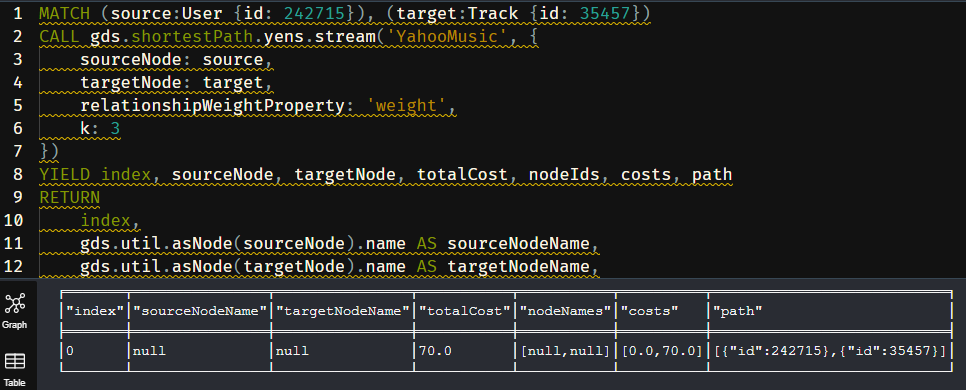 1 MATCH (source:User {id: 242715}), (target:Track {id: 35457})
2 CALL gds.shortestPath.yens.stream('YahooMusic', {
3     sourceNode: source,
4     targetNode: target,
5     relationshipWeightProperty: 'weight',
6     k: 3
7 })
8 YIELD index, sourceNode, targetNode, totalCost, nodeIds, costs, path
9 RETURN
10     index,
11     gds.util.asNode(sourceNode).name AS sourceNodeName,
12     gds.util.asNode(targetNode).name AS targetNodeName,
"index" "sourceNodeName" "targetNodeName" "totalCost" "nodeNames" "costs" "path"
0 null null 70.0 [null,null] [0.0,70.0] [{"id":242715},{"id":35457}]
Graph
Table